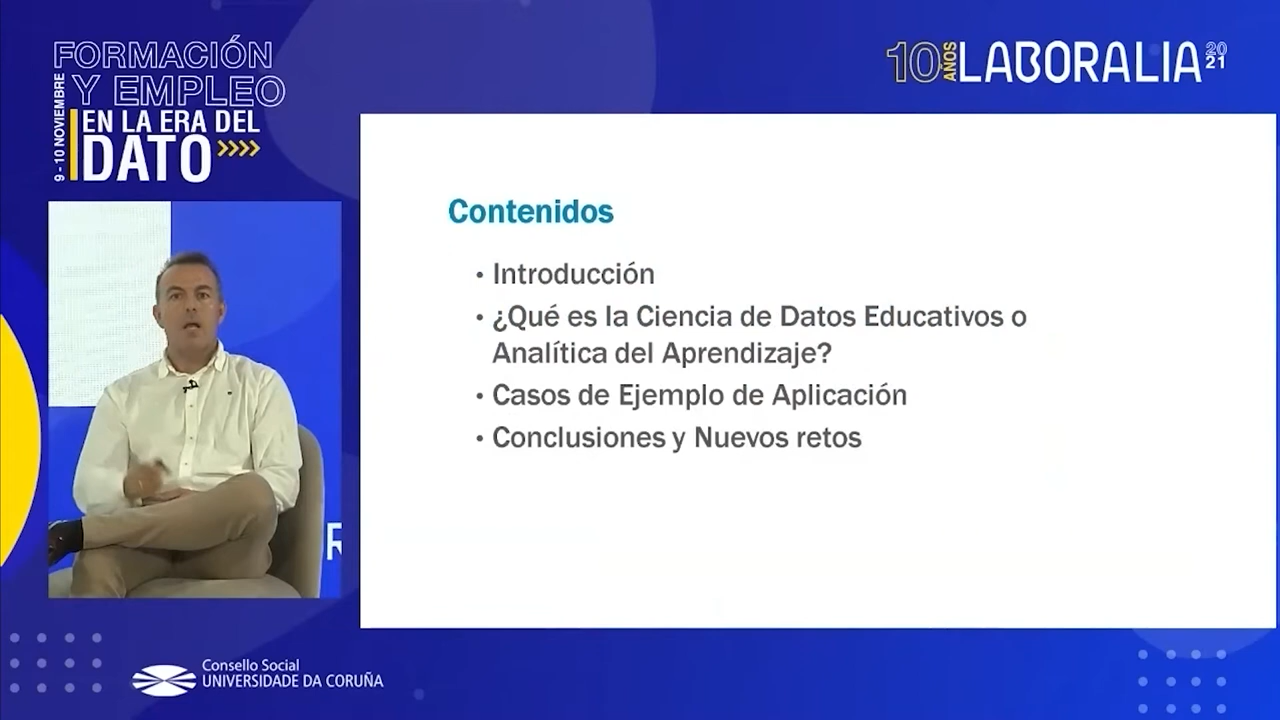 FORMACIÓN
Y EMPLEO
EN LA ERA DEL
DATO
9 - 10 NOVIEMBRE
10 AÑOS LABORALIA 20 21
Contenidos
• Introducción
• ¿Qué es la Ciencia de Datos Educativos o
Analítica del Aprendizaje?
• Casos de Ejemplo de Aplicación
• Conclusiones y Nuevos retos
R
Consello Social
UNIVERSIDADE DA CORUÑA